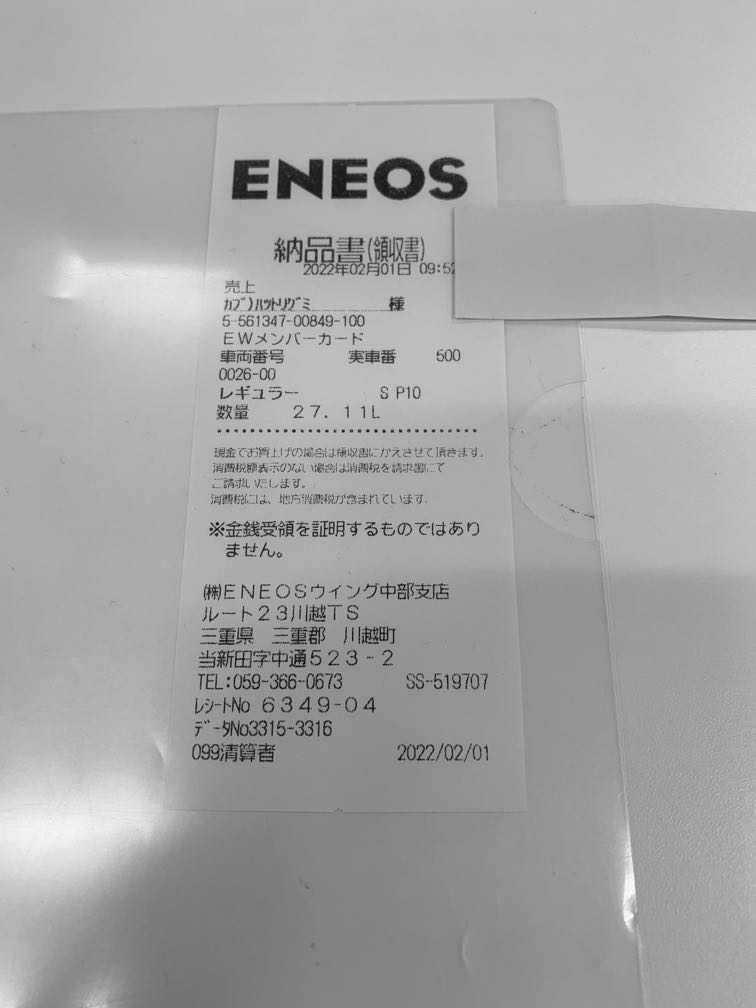 ENEOS
納品書(領収書)
2022年02月01日 09:52
売上
カブ)ハットリグミ 様
5-561347-00849-100
EWメンバーカード
車両番号 実車番 500
0026-00
レギュラー S P10
数量 27.11L
現金でお買上げの場合は領収書にかえさせて頂きます。
消費税額表示のない場合は消費税を請求書にて
ご請求いたします。
消費税には、地方消費税が含まれています。
※金銭受領を証明するものではあり
ません。
㈱ENEOSウイング中部支店
ルート23川越TS
三重県 三重郡 川越町
当新田字中通523-2
TEL:059-366-0673 SS-519707
レシートNo 6349-04
データNo3315-3316
099清算者 2022/02/01